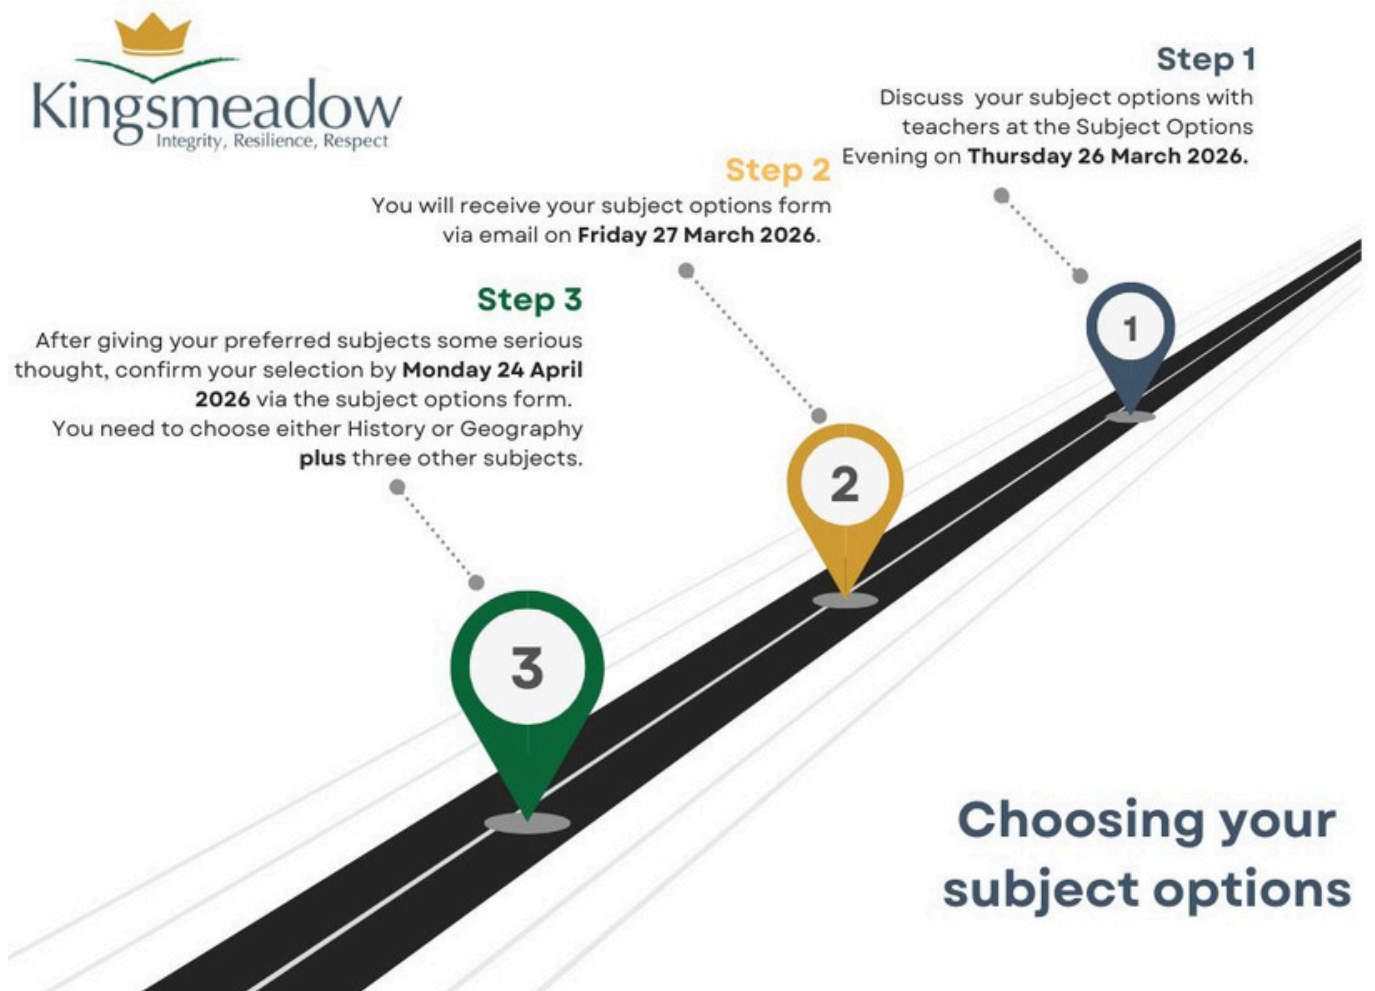 Kingsmeadow
Integrity, Resilience, Respect
Step 1
Discuss your subject options with
teachers at the Subject Options
Evening on Thursday 26 March 2026.
Step 2
You will receive your subject options form
via email on Friday 27 March 2026.
Step 3
After giving your preferred subjects some serious
thought, confirm your selection by Monday 24 April
2026 via the subject options form.
You need to choose either History or Geography
plus three other subjects.
1
2
3
Choosing your
subject options